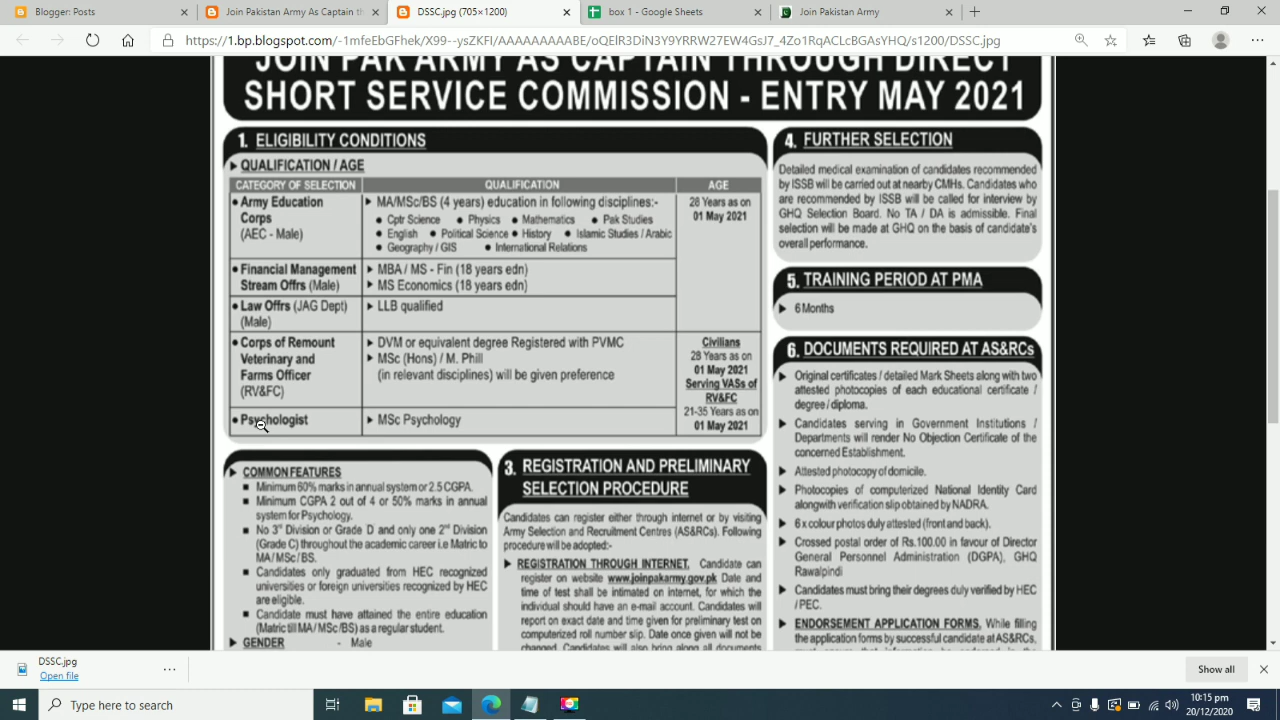 Blogger: Posts
Join Pakistan Army As Captain th
DSSC.jpg (705×1200)
box 1 - Google Sheets
Join Pakistan Army
https://1.bp.blogspot.com/-1mfeEbGFhek/X99--ysZKFI/AAAAAAAAABE/oQElR3DiN3Y9YRRW27EW4GsJ7_4Zo1RqACLcBGAsYHQ/s1200/DSSC.jpg
JOIN PAK ARMY AS CAPTAIN THROUGH DIRECT
SHORT SERVICE COMMISSION - ENTRY MAY 2021
1. ELIGIBILITY CONDITIONS
QUALIFICATION / AGE
CATEGORY OF SELECTION QUALIFICATION AGE
Army Education
Corps
(AEC - Male)
MA/MSc/BS (4 years) education in following disciplines:-
• Cptr Science • Physics • Mathematics • Pak Studies
• English • Political Science • History • Islamic Studies / Arabic
• Geography / GIS • International Relations
28 Years as on
01 May 2021
• Financial Management
Stream Offrs (Male)
MBA / MS - Fin (18 years edn)
MS Economics (18 years edn)
• Law Offrs (JAG Dept)
(Male)
LLB qualified
• Corps of Remount
Veterinary and
Farms Officer
(RV&FC)
DVM or equivalent degree Registered with PVMC
MSc (Hons) / M. Phill
(in relevant disciplines) will be given preference
Civilians
28 Years as on
01 May 2021
Serving VASs of
RV&FC
21-35 Years as on
01 May 2021
• Psychologist
MSc Psychology
COMMON FEATURES
Minimum 60% marks in annual system or 2.5 CGPA.
Minimum CGPA 2 out of 4 or 50% marks in annual
system for Psychology.
No 3rd Division or Grade D and only one 2nd Division
(Grade C) throughout the academic career i.e Matric to
MA/MSc/BS.
Candidates only graduated from HEC recognized
universities or foreign universities recognized by HEC
are eligible.
Candidate must have attained the entire education
(Matric till MA/ MSc/BS) as a regular student.
GENDER - Male
3. REGISTRATION AND PRELIMINARY
SELECTION PROCEDURE
Candidates can register either through internet or by visiting
Army Selection and Recruitment Centres (AS&RCs). Following
procedure will be adopted:-
REGISTRATION THROUGH INTERNET. Candidate can
register on website www.joinpakarmy.gov.pk Date and
time of test shall be intimated on internet, for which the
individual should have an e-mail account. Candidates will
report on exact date and time given for preliminary test on
computerized roll number slip. Date once given will not be
changed. Candidates will also bring along all documents
4. FURTHER SELECTION
Detailed medical examination of candidates recommended
by ISSB will be carried out at nearby CMHs. Candidates who
are recommended by ISSB will be called for interview by
GHQ Selection Board. No TA / DA is admissible. Final
selection will be made at GHQ on the basis of candidate's
overall performance.
5. TRAINING PERIOD AT PMA
6 Months
6. DOCUMENTS REQUIRED AT AS&RCs
Original certificates / detailed Mark Sheets along with two
attested photocopies of each educational certificate /
degree / diploma.
Candidates serving in Government Institutions /
Departments will render No Objection Certificate of the
concerned Establishment.
Attested photocopy of domicile.
Photocopies of computerized National Identity Card
alongwith verification slip obtained by NADRA.
6 x colour photos duly attested (front and back).
Crossed postal order of Rs.100.00 in favour of Director
General Personnel Administration (DGPA), GHQ
Rawalpindi
Candidates must bring their degrees duly verified by HEC
/ PEC.
ENDORSEMENT APPLICATION FORMS. While filling
the application forms by successful candidate at AS&RCs,
DSSC.jpg
Open file
Show all
Type here to search
10:15 pm
20/12/2020